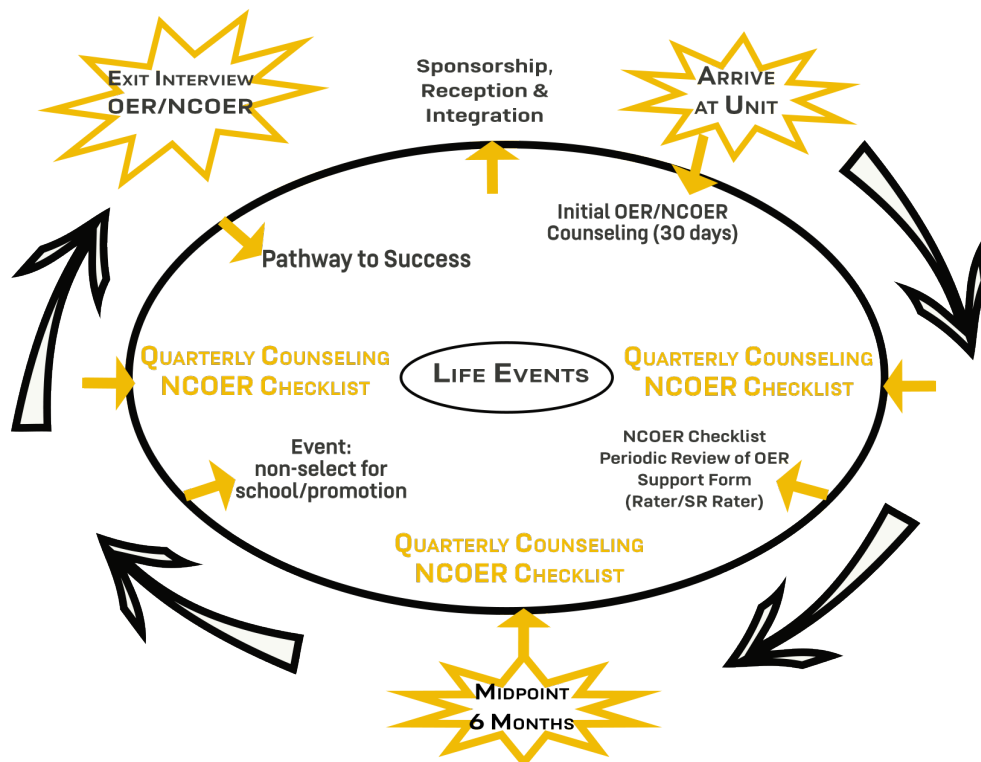 Exit Interview
OER/NCOER
Sponsorship,
Reception &
Integration
Arrive
at Unit
Initial OER/NCOER
Counseling (30 days)
Pathway to Success
Quarterly Counseling
NCOER Checklist
Life Events
Quarterly Counseling
NCOER Checklist
Event:
non-select for
school/promotion
NCOER Checklist
Periodic Review of OER
Support Form
(Rater/SR Rater)
Quarterly Counseling
NCOER Checklist
Midpoint
6 Months